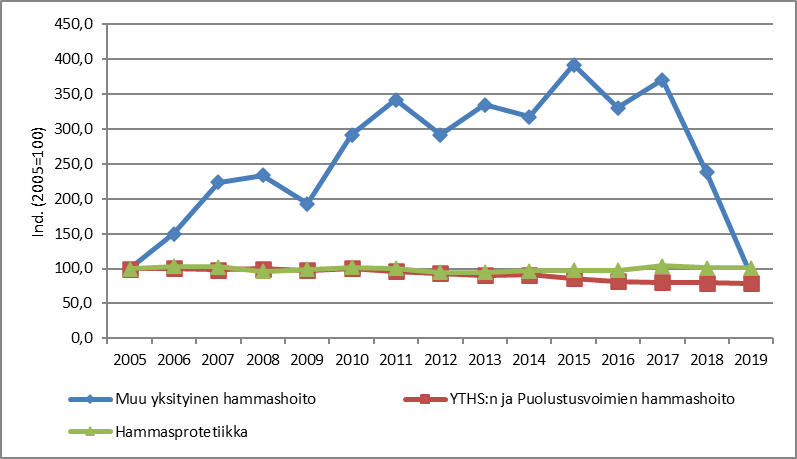 450,0
400,0
350,0
300,0
250,0
200,0
150,0
100,0
50,0
0,0
Ind. (2005=100)
2005 2006 2007 2008 2009 2010 2011 2012 2013 2014 2015 2016 2017 2018 2019
Muu yksityinen hammashoito
YTHS:n ja Puolustusvoimien hammashoito
Hammasprotetiikka